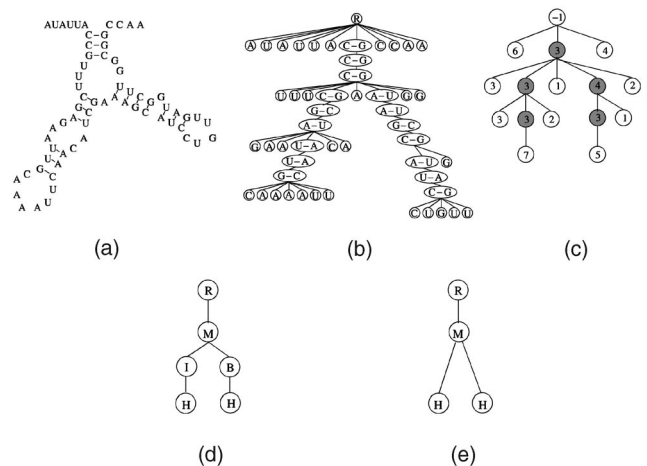 AUAUUA CCAA
(a)
R
A U A U U A C-G C C A A
C-G
C-G
U U U C-G A A-U G G
G-C A-U
A-U G-C
C-G
G A A U-A C A
U-A A-U G
G-C U-A
C A A A A U U C-G
C U G U U
(b)
-1
6 3 4
3 3 1 4 2
3 3 2 3 1
7 5
(c)
R
M
I B
H H
(d)
R
M
H H
(e)